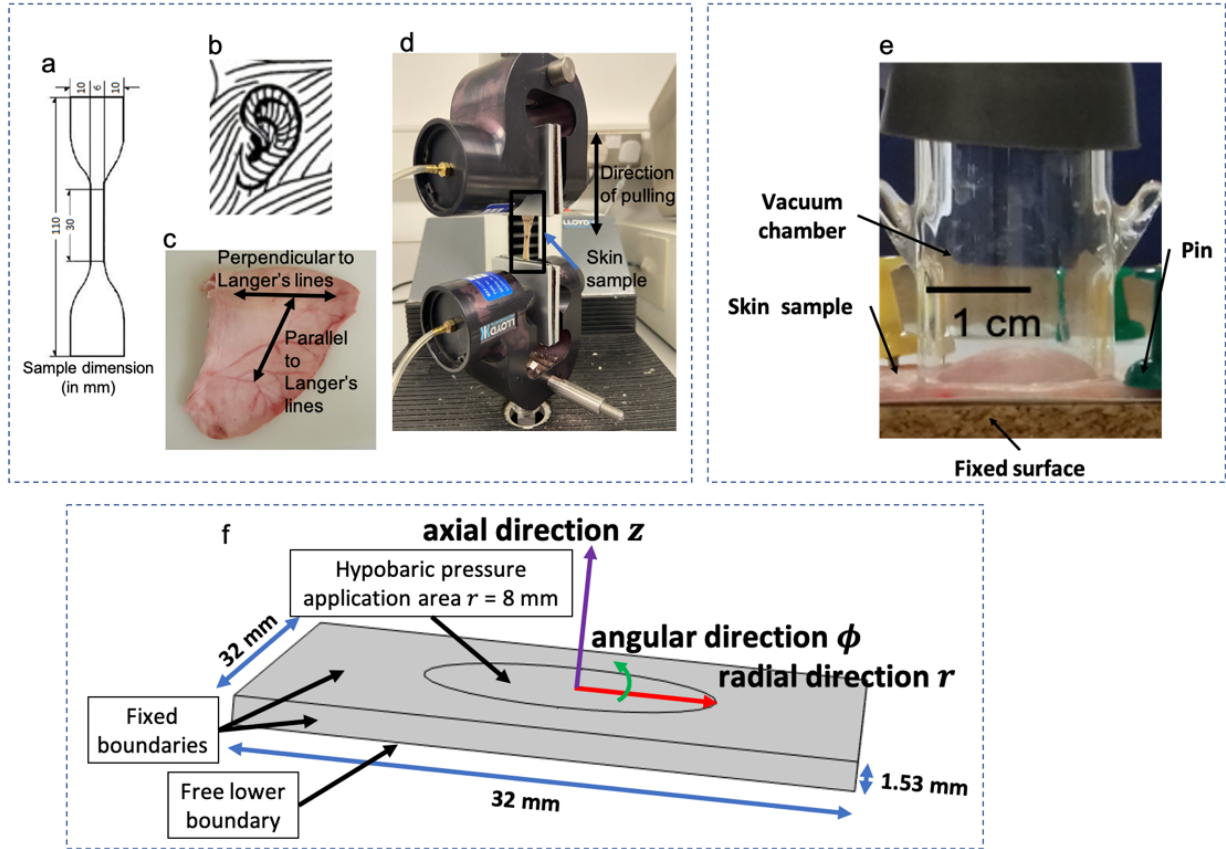 a
10 6 10
110
30
Sample dimension
(in mm)
b
c
Perpendicular to
Langer's lines
Parallel
to
Langer's
lines
d
Direction
of pulling
LLOYD
Skin
sample
LLOYD
e
Vacuum
chamber
Pin
Skin sample
1 cm
Fixed surface
f
axial direction z
Hypobaric pressure
application area r = 8 mm
32 mm
angular direction ϕ
radial direction r
Fixed
boundaries
1.53 mm
32 mm
Free lower
boundary